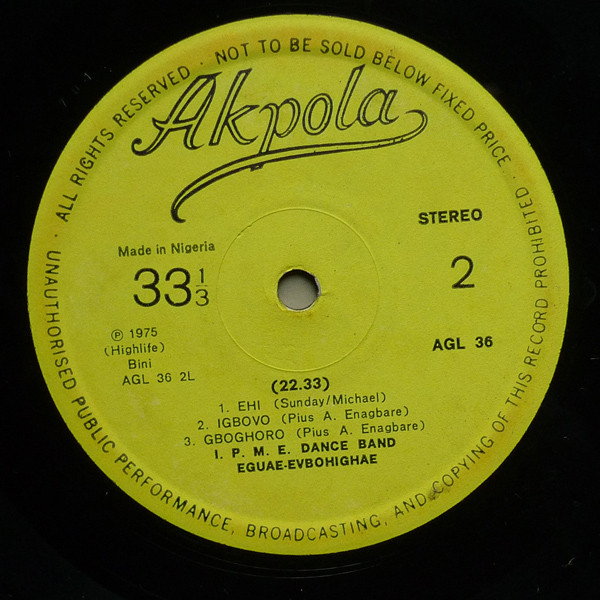 ALL RIGHTS RESERVED · NOT TO BE SOLD BELOW FIXED PRICE ·
UNAUTHORISED PUBLIC PERFORMANCE, BROADCASTING, AND COPYING OF THIS RECORD PROHIBITED ·
Akpola
STEREO
Made in Nigeria
33 1/3
2
℗ 1975
(Highlife)
Bini
AGL 36 2L
AGL 36
(22.33)
1. EHI (Sunday/Michael)
2. IGBOVO (Pius A. Enagbare)
3. GBOGHORO (Pius A. Enagbare)
I. P. M. E. DANCE BAND
EGUAE-EVBOHIGHAE